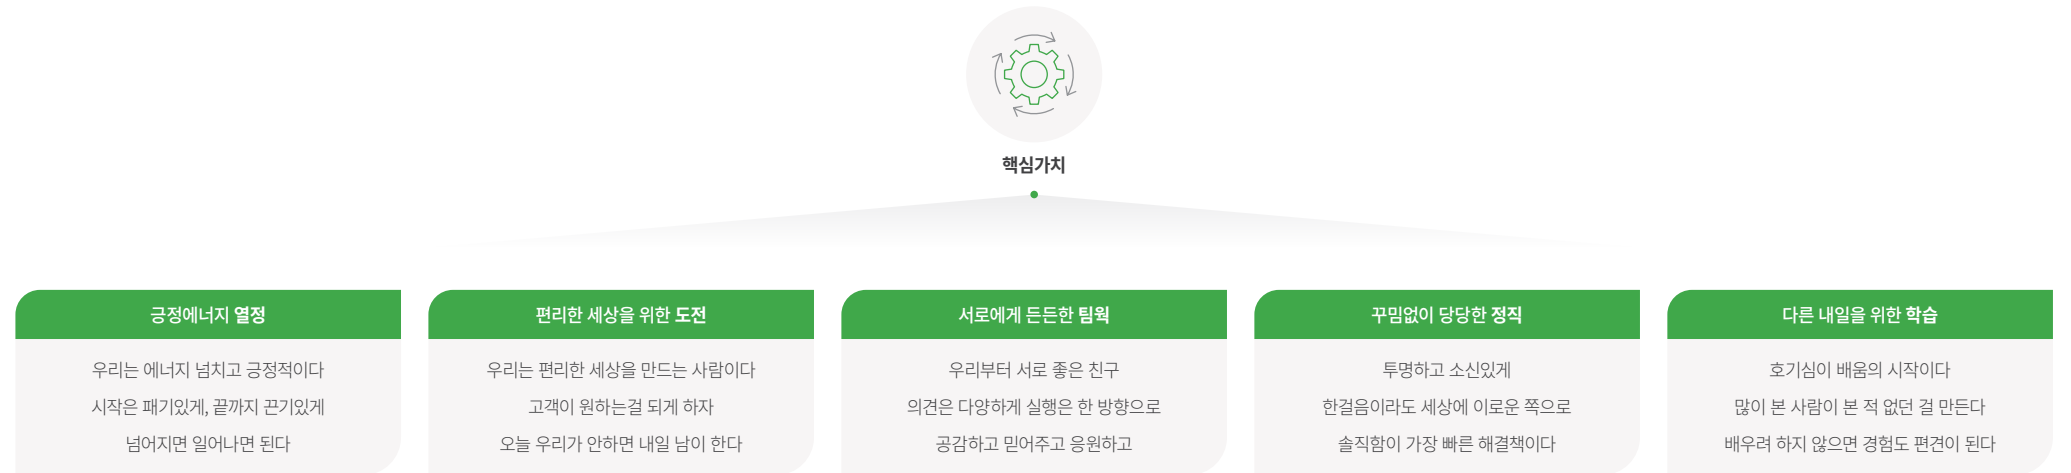 핵심가치
긍정에너지 열정
우리는 에너지 넘치고 긍정적이다
시작은 패기있게, 끝까지 끈기있게
넘어지면 일어나면 된다
편리한 세상을 위한 도전
우리는 편리한 세상을 만드는 사람이다
고객이 원하는걸 되게 하자
오늘 우리가 안하면 내일 남이 한다
서로에게 든든한 팀웍
우리부터 서로 좋은 친구
의견은 다양하게 실행은 한 방향으로
공감하고 믿어주고 응원하고
꾸밈없이 당당한 정직
투명하고 소신있게
한걸음이라도 세상에 이로운 쪽으로
솔직함이 가장 빠른 해결책이다
다른 내일을 위한 학습
호기심이 배움의 시작이다
많이 본 사람이 본 적 없던 걸 만든다
배우려 하지 않으면 경험도 편견이 된다